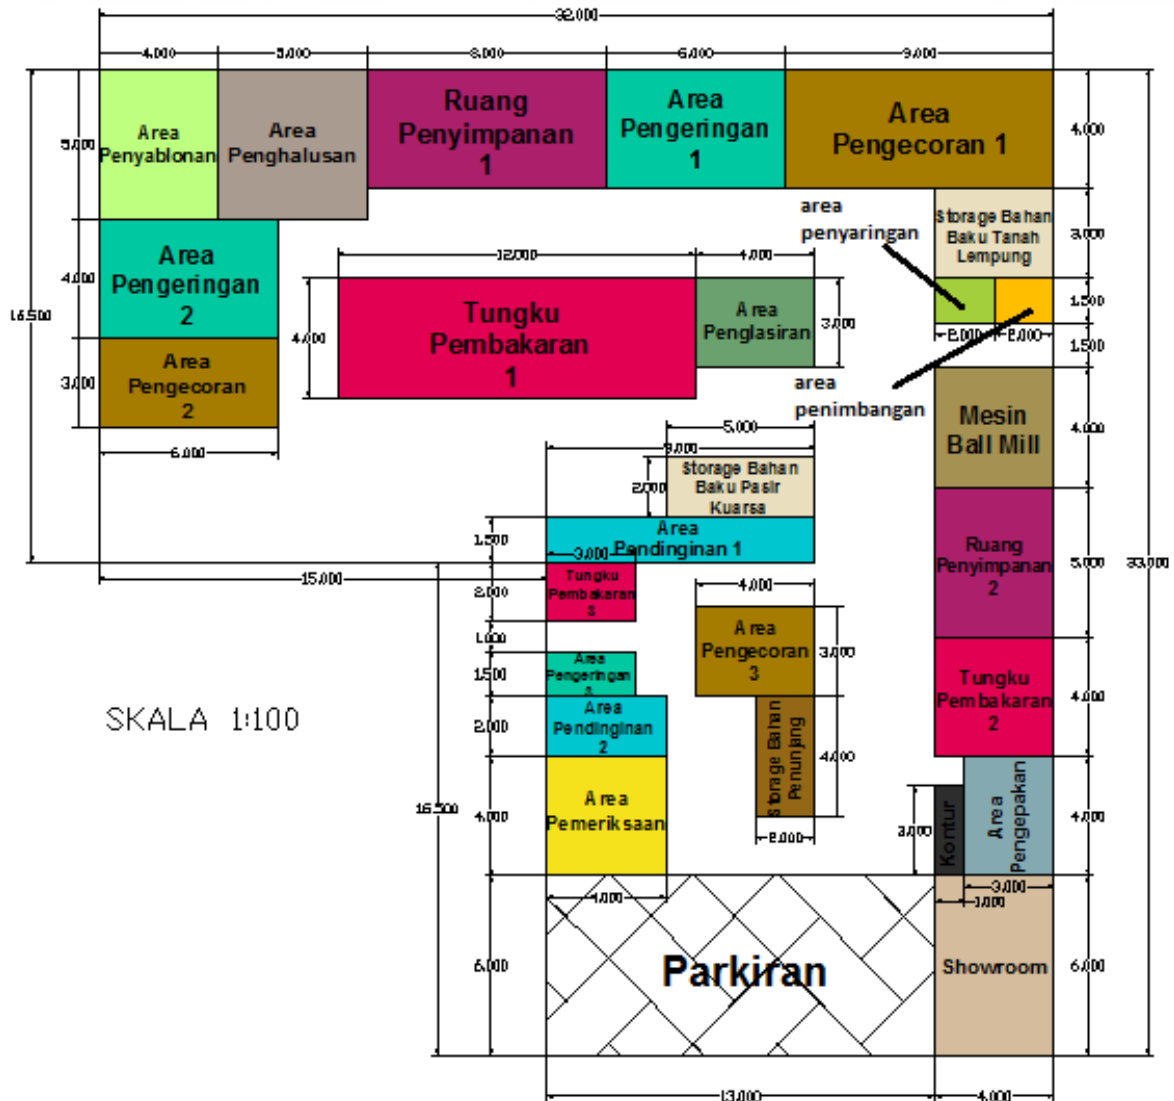 32.000
4.000 5.000 8.000 6.000 9.000
Area
Penyablonan
Area
Penghalusan
Ruang
Penyimpanan
1
Area
Pengeringan
1
Area
Pengecoran 1
5.000
4.000
area
penyaringan
Storage Bahan
Baku Tanah
Lempung
3.000
Area
Pengeringan
2
4.000
12.000
4.000
16.500
Tungku
Pembakaran
1
4.000
Area
Penglasiran
3.000
1.500
2.000
2.000
1.500
Area
Pengecoran
2
3.000
6.000
area
penimbangan
Mesin
Ball Mill
4.000
5.000
9.000
Storage Bahan
Baku Pasir
Kuarsa
2.000
Area
Pendinginan 1
1.500
3.000
15.000
Ruang
Penyimpanan
2
5.000
33.000
Tungku
Pembakaran
3
2.000
4.000
1.000
Area
Pengecoran
3
3.000
Area
Pengeringan
3
1.500
Tungku
Pembakaran
2
4.000
SKALA 1:100
Area
Pendinginan
2
2.000
Storage Bahan
Penunjang
4.000
2.000
16.500
Area
Pemeriksaan
4.000
4.000
3.000
Kontur
Area
Pengepakan
4.000
3.000
1.000
Parkiran
6.000
Showroom
6.000
13.000
4.000